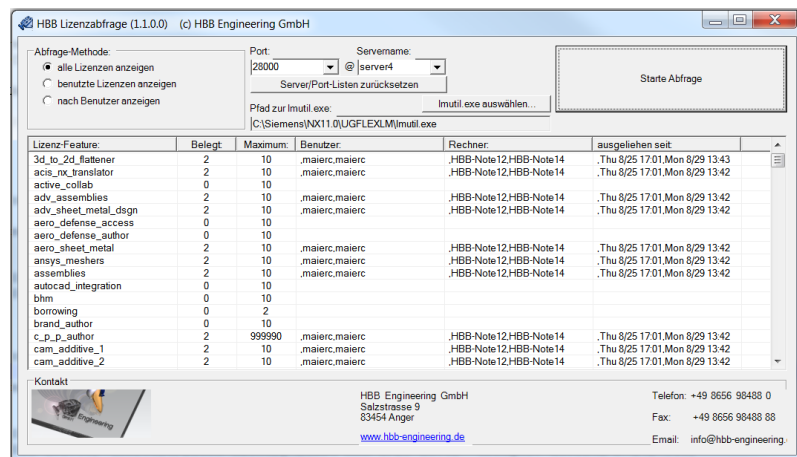 HBB Lizenzabfrage (1.1.0.0) (c) HBB Engineering GmbH
Abfrage-Methode:
alle Lizenzen anzeigen
benutzte Lizenzen anzeigen
nach Benutzer anzeigen
Port: Servername:
28000 @ server4
Server/Port-Listen zurücksetzen
Pfad zur lmutil.exe: lmutil.exe auswählen...
C:\Siemens\NX11.0\UGFLEXLM\lmutil.exe
Starte Abfrage
Lizenz-Feature: Belegt: Maximum: Benutzer: Rechner: ausgeliehen seit:
3d_to_2d_flattener 2 10 ,maierc,maierc ,HBB-Note12,HBB-Note14 ,Thu 8/25 17:01,Mon 8/29 13:43
acis_nx_translator 2 10 ,maierc,maierc ,HBB-Note12,HBB-Note14 ,Thu 8/25 17:01,Mon 8/29 13:42
active_collab 0 10
adv_assemblies 2 10 ,maierc,maierc ,HBB-Note12,HBB-Note14 ,Thu 8/25 17:01,Mon 8/29 13:42
adv_sheet_metal_dsgn 2 10 ,maierc,maierc ,HBB-Note12,HBB-Note14 ,Thu 8/25 17:01,Mon 8/29 13:42
aero_defense_access 0 10
aero_defense_author 0 10
aero_sheet_metal 2 10 ,maierc,maierc ,HBB-Note12,HBB-Note14 ,Thu 8/25 17:01,Mon 8/29 13:42
ansys_meshers 2 10 ,maierc,maierc ,HBB-Note12,HBB-Note14 ,Thu 8/25 17:01,Mon 8/29 13:42
assemblies 2 10 ,maierc,maierc ,HBB-Note12,HBB-Note14 ,Thu 8/25 17:01,Mon 8/29 13:42
autocad_integration 0 10
bhm 0 10
borrowing 0 2
brand_author 0 10
c_p_p_author 2 999990 ,maierc,maierc ,HBB-Note12,HBB-Note14 ,Thu 8/25 17:01,Mon 8/29 13:42
cam_additive_1 2 10 ,maierc,maierc ,HBB-Note12,HBB-Note14 ,Thu 8/25 17:01,Mon 8/29 13:42
cam_additive_2 2 10 ,maierc,maierc ,HBB-Note12,HBB-Note14 ,Thu 8/25 17:01,Mon 8/29 13:42
Kontakt
Engineering
HBB Engineering GmbH Telefon: +49 8656 98488 0
Salzstrasse 9
83454 Anger Fax: +49 8656 98488 88
www.hbb-engineering.de Email: info@hbb-engineering.